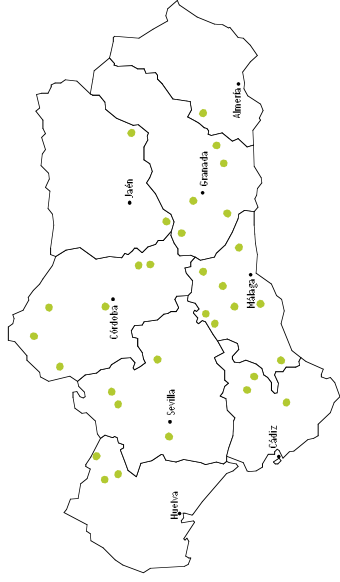 Huelva
Sevilla
Cádiz
Córdoba
Málaga
Jaén
Granada
Almería